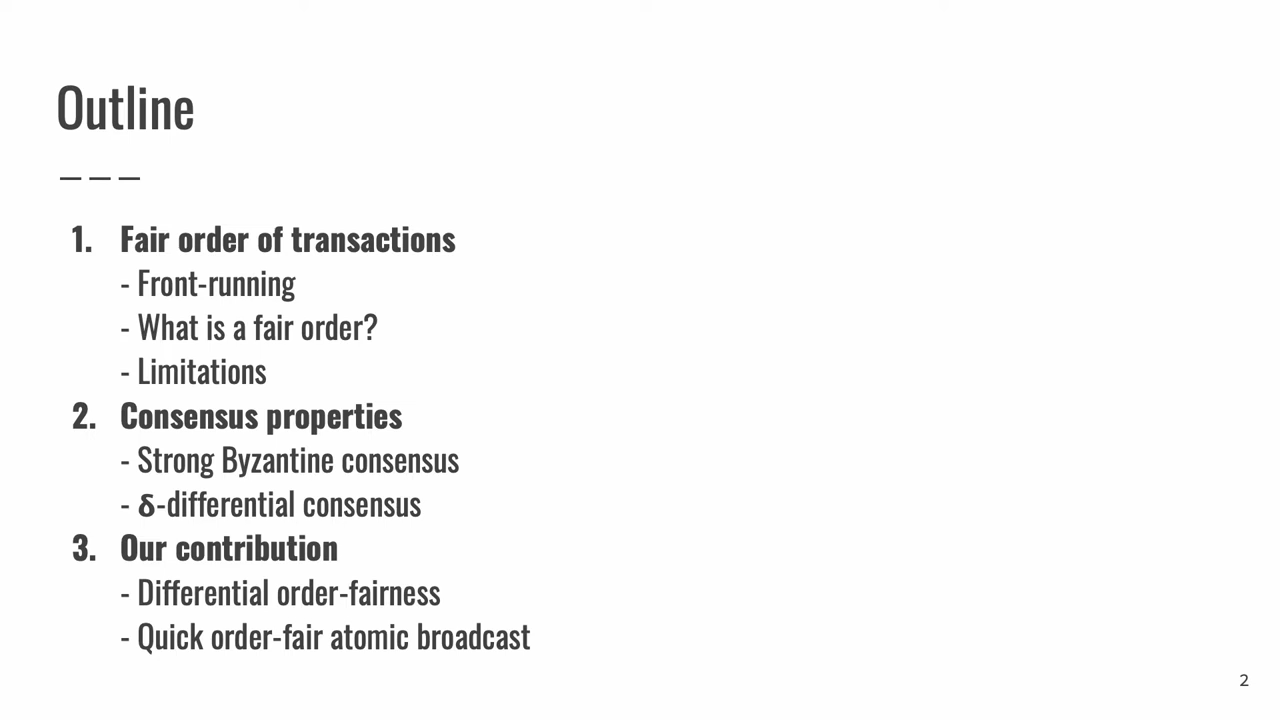 Outline
1. Fair order of transactions
- Front-running
- What is a fair order?
- Limitations
2. Consensus properties
- Strong Byzantine consensus
- δ-differential consensus
3. Our contribution
- Differential order-fairness
- Quick order-fair atomic broadcast
2